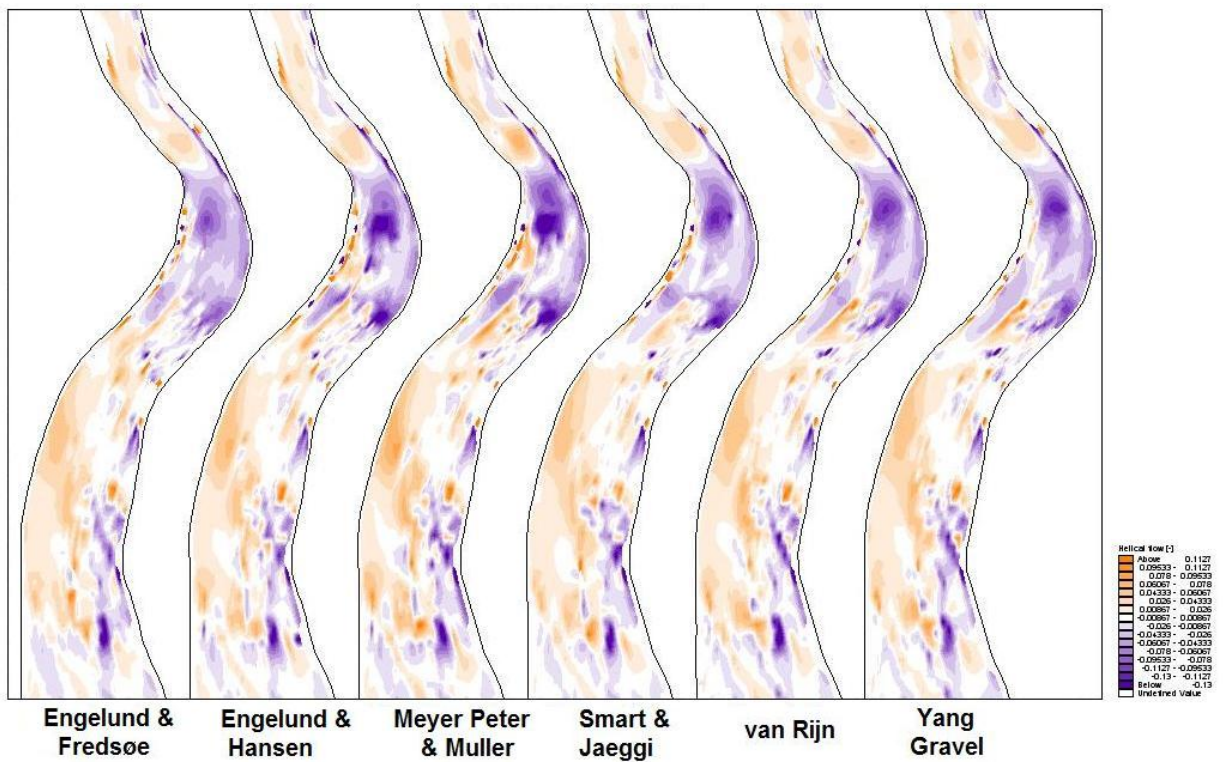 Helical flow [-]
Above 0.1127
0.09533 - 0.1127
0.078 - 0.09533
0.06067 - 0.078
0.04333 - 0.06067
0.026 - 0.04333
0.00867 - 0.026
-0.00867 - 0.00867
-0.026 - -0.00867
-0.04333 - -0.026
-0.06067 - -0.04333
-0.078 - -0.06067
-0.09533 - -0.078
-0.1127 - -0.09533
-0.13 - -0.1127
Below -0.13
Undefined Value
Engelund &
Fredsøe
Engelund &
Hansen
Meyer Peter
& Muller
Smart &
Jaeggi
van Rijn
Yang
Gravel